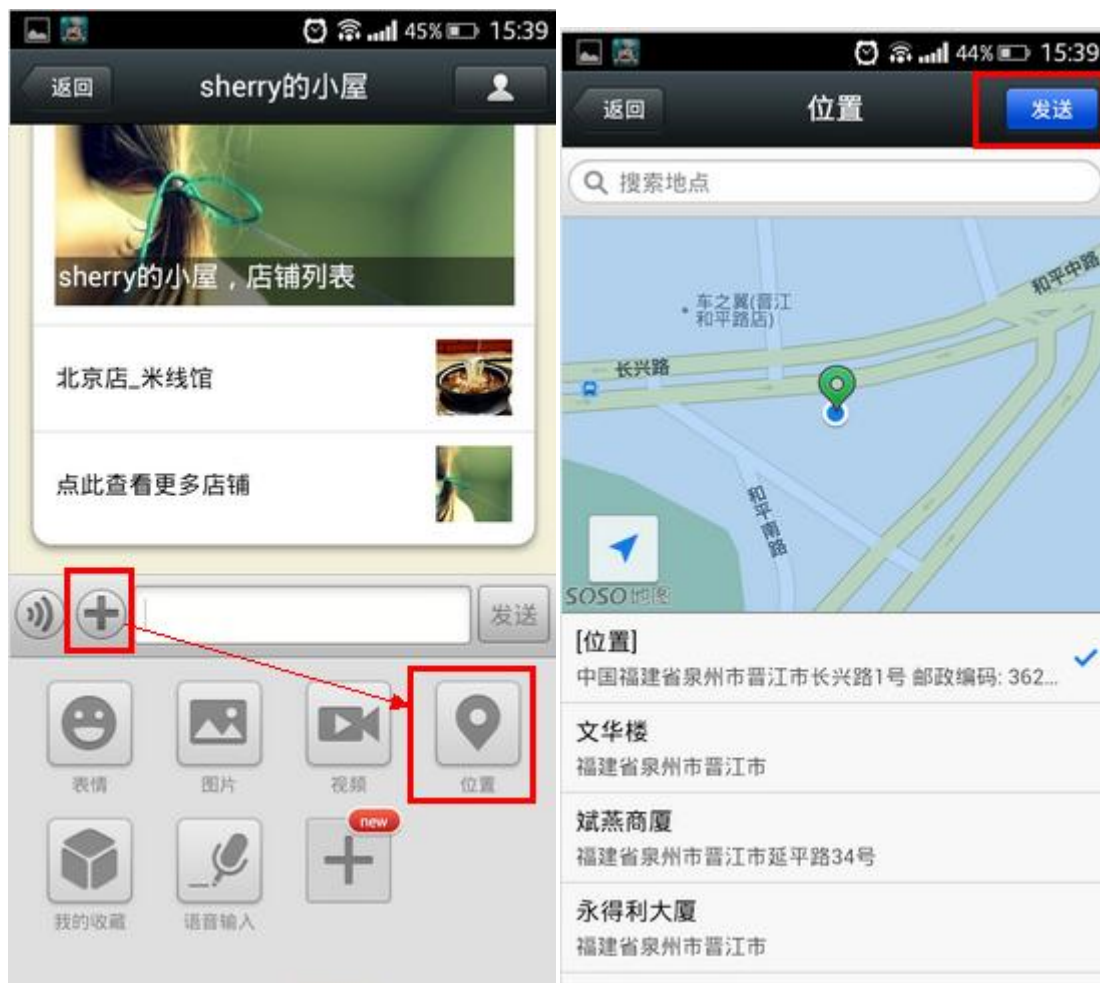 45% 15:39
返回 sherry的小屋
sherry的小屋，店铺列表
北京店_米线馆
点此查看更多店铺
发送
表情 图片 视频 位置
new
我的收藏 语音输入
44% 15:39
返回 位置 发送
搜索地点
和平中路
车之翼(晋江
和平路店)
长兴路
和平南路
SOSO地图
[位置]
中国福建省泉州市晋江市长兴路1号 邮政编码: 362...
文华楼
福建省泉州市晋江市
斌燕商厦
福建省泉州市晋江市延平路34号
永得利大厦
福建省泉州市晋江市